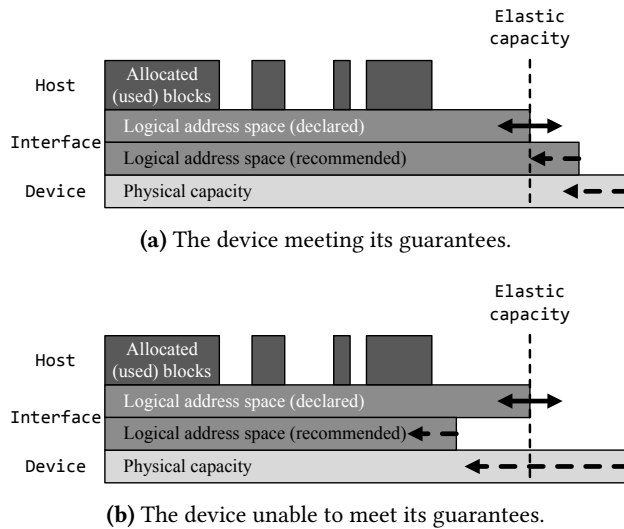 Elastic
capacity
Host
Allocated
(used) blocks
Interface
Logical address space (declared)
Logical address space (recommended)
Device
Physical capacity
(a) The device meeting its guarantees.
Elastic
capacity
Host
Allocated
(used) blocks
Interface
Logical address space (declared)
Logical address space (recommended)
Device
Physical capacity
(b) The device unable to meet its guarantees.